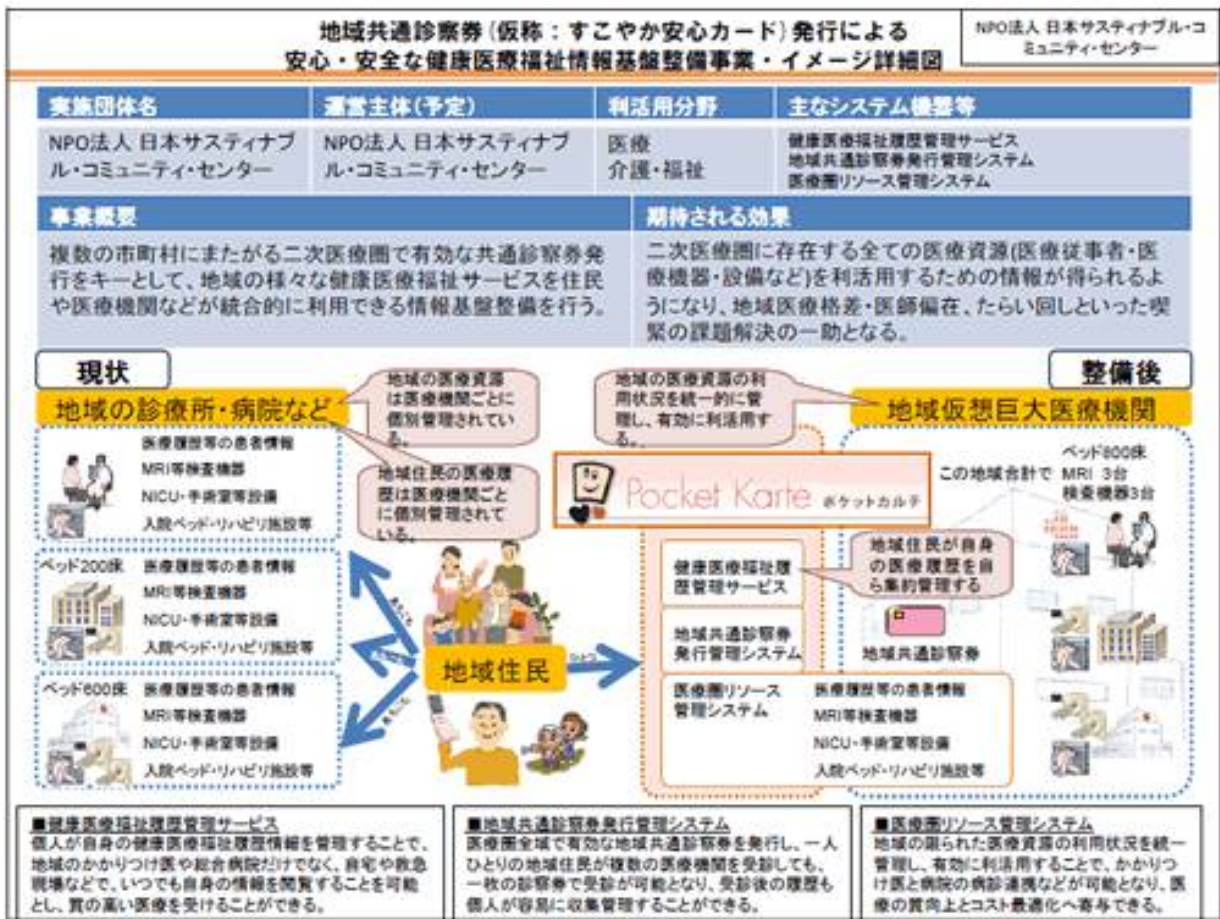 地域共通診察券(仮称：すこやか安心カード)発行による
安心・安全な健康医療福祉情報基盤整備事業・イメージ詳細図
NPO法人 日本サスティナブル・コ
ミュニティ・センター
実施団体名
運営主体(予定)
利活用分野
主なシステム機器等
NPO法人 日本サスティナブ
ル・コミュニティ・センター
NPO法人 日本サスティナブ
ル・コミュニティ・センター
医療
介護・福祉
健康医療福祉履歴管理サービス
地域共通診察券発行管理システム
医療圏リソース管理システム
事業概要
期待される効果
複数の市町村にまたがる二次医療圏で有効な共通診察券発
行をキーとして、地域の様々な健康医療福祉サービスを住民
や医療機関などが統合的に利用できる情報基盤整備を行う。
二次医療圏に存在する全ての医療資源(医療従事者・医
療機器・設備など)を利活用するための情報が得られるよ
うになり、地域医療格差・医師偏在、たらい回しといった喫
緊の課題解決の一助となる。
現状
整備後
地域の診療所・病院など
地域の医療資源
は医療機関ごとに
個別管理されてい
る。
地域の医療資源の利
用状況を統一的に管
理し、有効に利活用す
る。
地域仮想巨大医療機関
医療履歴等の患者情報
MRI等検査機器
NICU・手術室等設備
入院ベッド・リハビリ施設等
地域住民の医療履
歴は医療機関ごと
に個別管理されて
いる。
Pocket Karte ポケットカルテ
この地域合計で
ベッド800床
MRI 3台
検査機器3台
ベッド200床
医療履歴等の患者情報
MRI等検査機器
NICU・手術室等設備
入院ベッド・リハビリ施設等
健康医療福祉履
歴管理サービス
地域住民が自身
の医療履歴を自
ら集約管理する
地域共通診察券
発行管理システム
地域共通診察券
地域住民
ベッド600床
医療履歴等の患者情報
MRI等検査機器
NICU・手術室等設備
入院ベッド・リハビリ施設等
医療圏リソース
管理システム
医療履歴等の患者情報
MRI等検査機器
NICU・手術室等設備
入院ベッド・リハビリ施設等
■健康医療福祉履歴管理サービス
個人が自身の健康医療福祉履歴情報を管理することで、
地域のかかりつけ医や総合病院だけでなく、自宅や救急
現場などで、いつでも自身の情報を閲覧することを可能
とし、質の高い医療を受けることができる。
■地域共通診察券発行管理システム
医療圏全域で有効な地域共通診察券を発行し、一人
ひとりの地域住民が複数の医療機関を受診しても、
一枚の診察券で受診が可能となり、受診後の履歴も
個人が容易に収集管理することができる。
■医療圏リソース管理システム
地域の限られた医療資源の利用状況を統一
管理し、有効に利活用することで、かかりつ
け医と病院の病診連携などが可能となり、医
療の質向上とコスト最適化へ寄与できる。